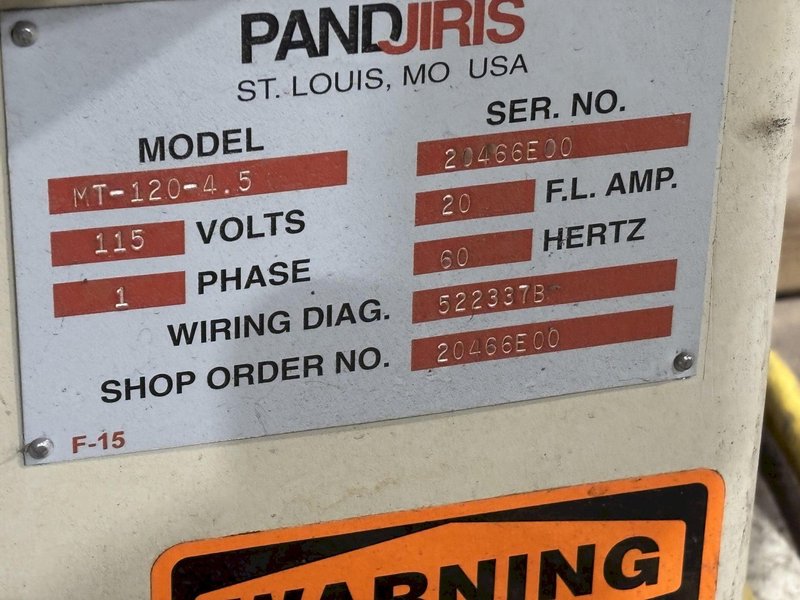 PANDJIRIS
ST. LOUIS, MO USA
MODEL
MT-120-4.5
SER. NO.
20466E00
115 VOLTS
20 F.L. AMP.
1 PHASE
60 HERTZ
WIRING DIAG. 522337B
SHOP ORDER NO. 20466E00
F-15
WARNING